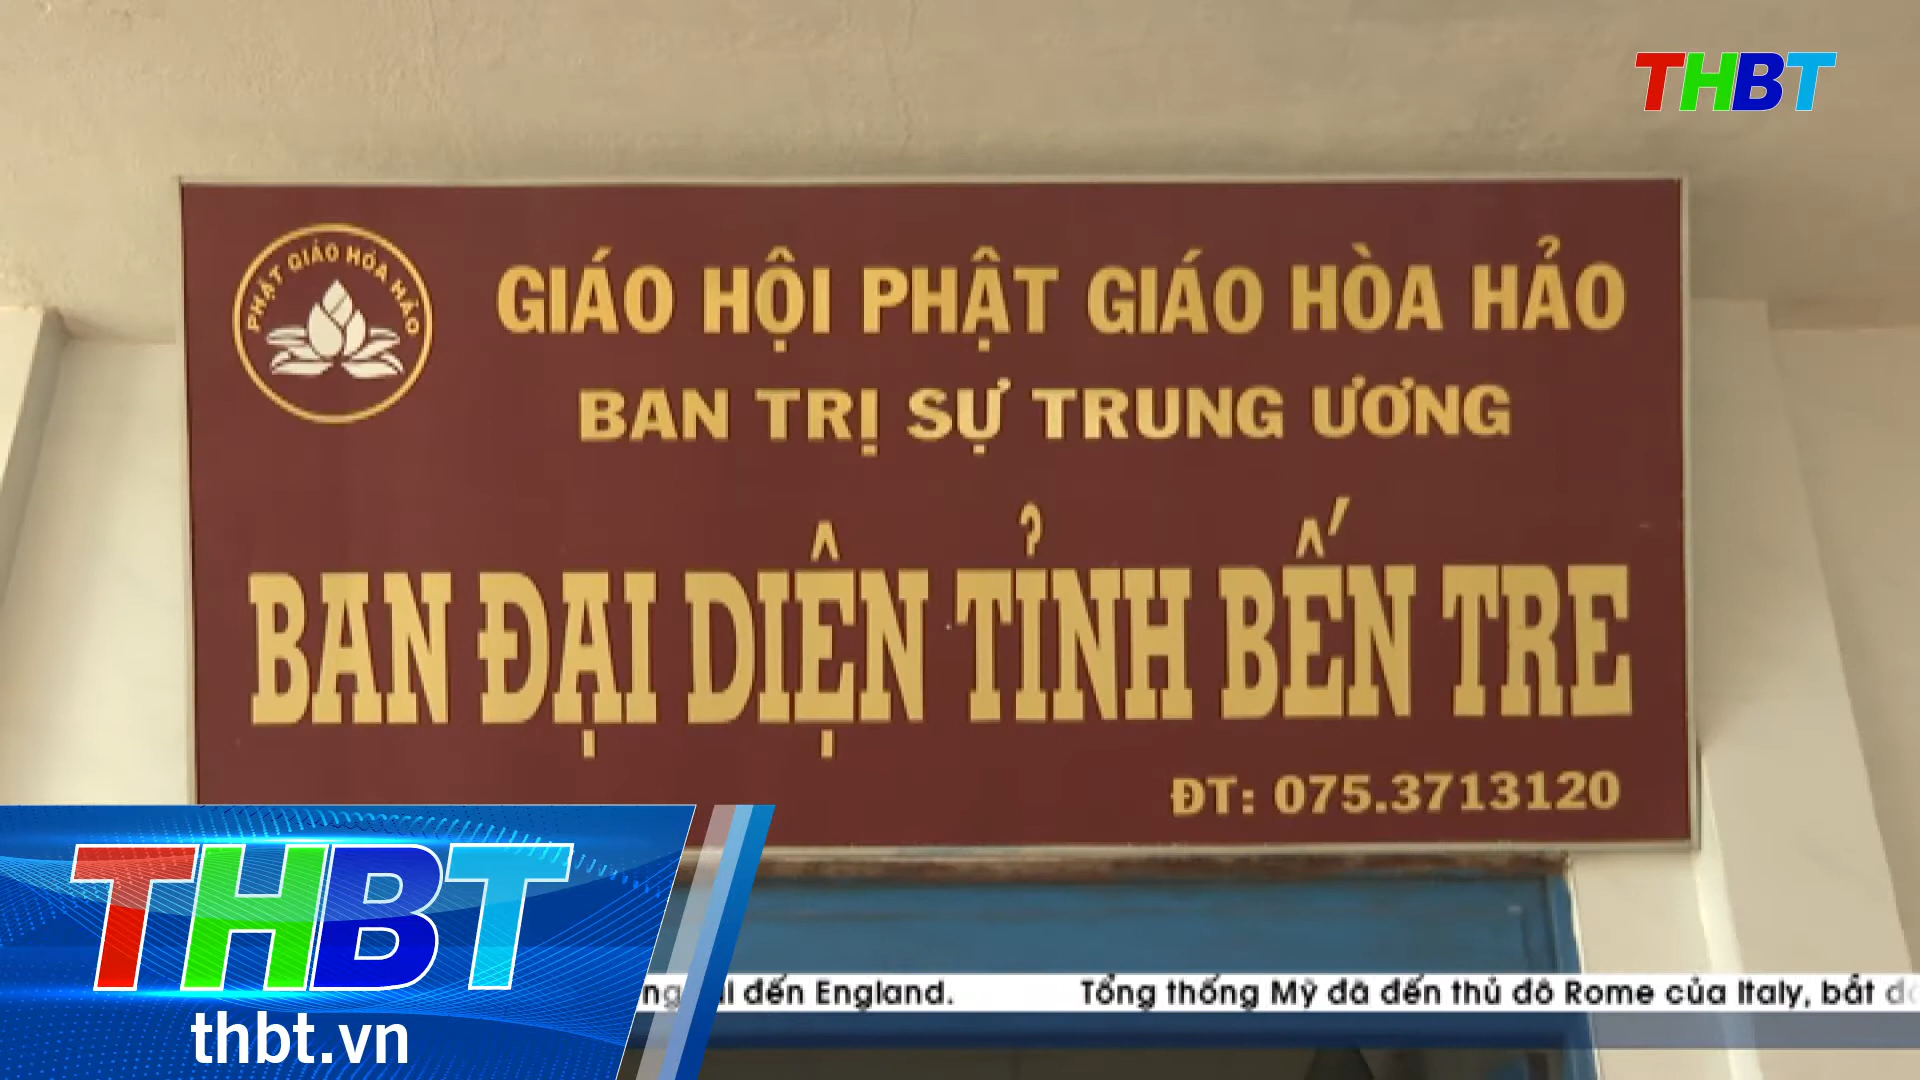 THBT
PHẬT GIÁO HÒA HẢO
GIÁO HỘI PHẬT GIÁO HÒA HẢO
BAN TRỊ SỰ TRUNG ƯƠNG
BAN ĐẠI DIỆN TỈNH BẾN TRE
ĐT: 075.3713120
THBT
thbt.vn
đến England. Tổng thống Mỹ đã đến thủ đô Rome của Italy, bắt